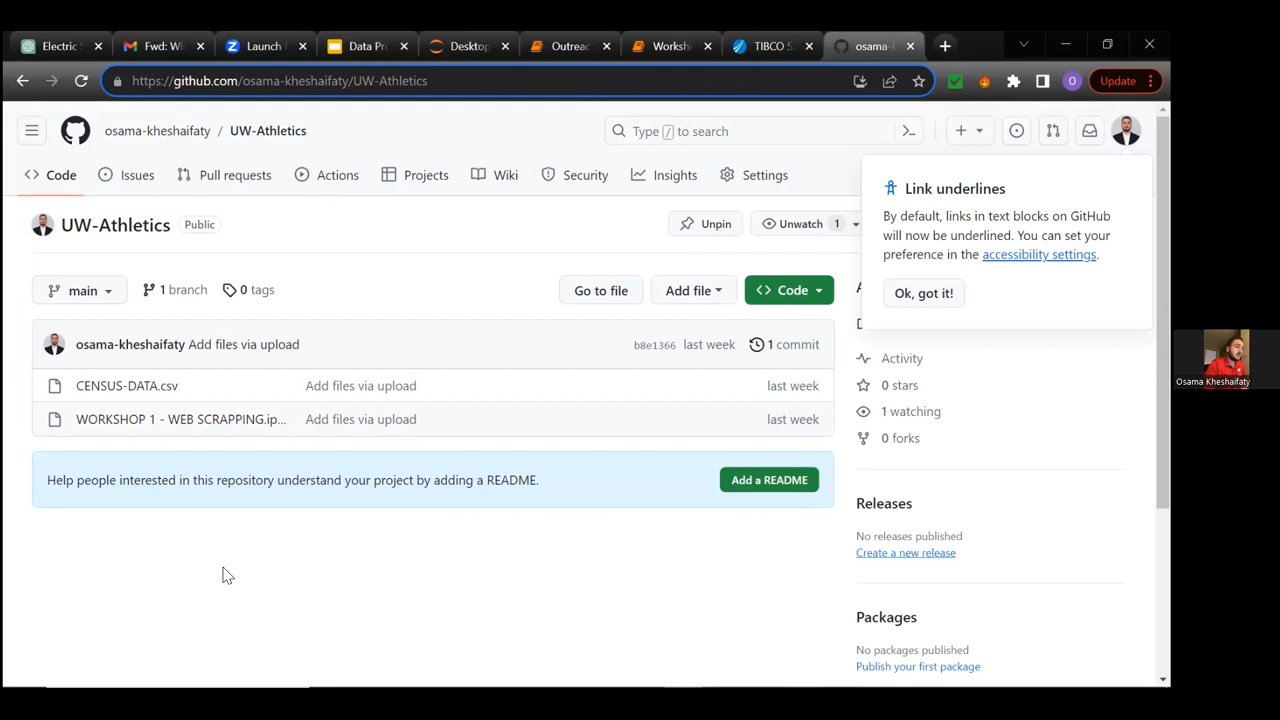 Electric
Fwd: Wi
Launch
Data Pr
Desktop
Outreac
Worksh
TIBCO S
osama-
https://github.com/osama-kheshaifaty/UW-Athletics
O
Update
osama-kheshaifaty / UW-Athletics
Type / to search
Code
Issues
Pull requests
Actions
Projects
Wiki
Security
Insights
Settings
Link underlines
By default, links in text blocks on GitHub
will now be underlined. You can set your
preference in the accessibility settings.
Ok, got it!
UW-Athletics
Public
Unpin
Unwatch 1
main
1 branch
0 tags
Go to file
Add file
Code
osama-kheshaifaty Add files via upload
b8e1366 last week
1 commit
CENSUS-DATA.csv
Add files via upload
last week
WORKSHOP 1 - WEB SCRAPPING.ip...
Add files via upload
last week
Help people interested in this repository understand your project by adding a README.
Add a README
Activity
0 stars
1 watching
0 forks
Releases
No releases published
Create a new release
Packages
No packages published
Publish your first package
Osama Kheshaifaty